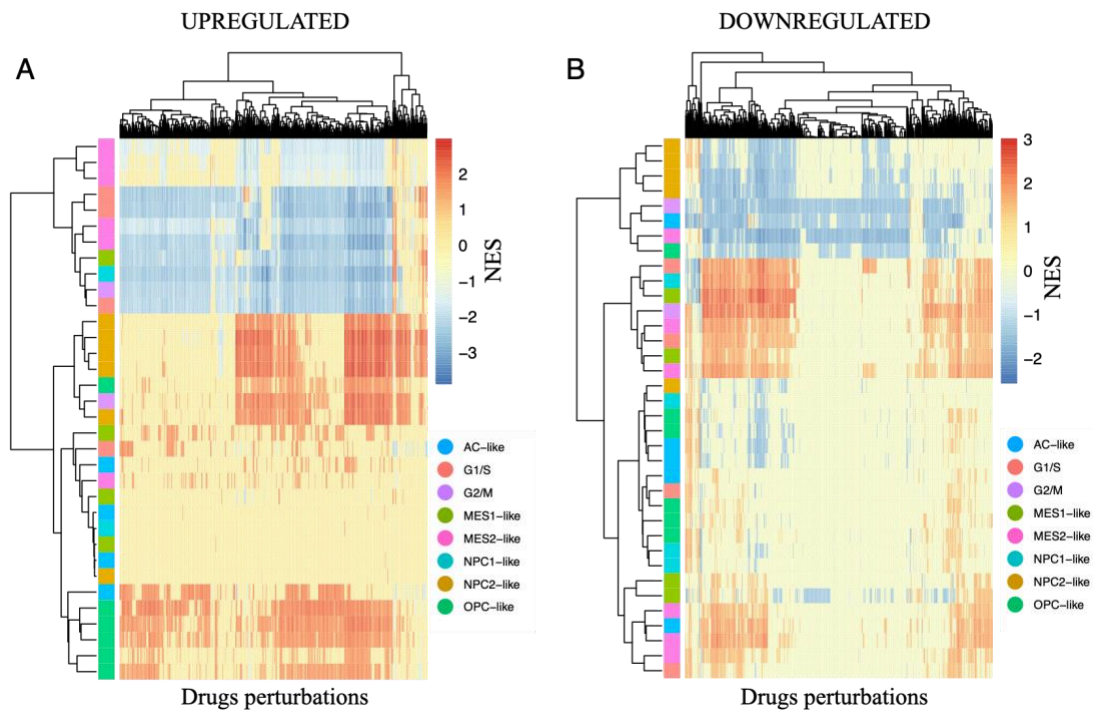 UPREGULATED
A
2
1
0
−1
−2
−3
NES
AC−like
G1/S
G2/M
MES1−like
MES2−like
NPC1−like
NPC2−like
OPC−like
Drugs perturbations
DOWNREGULATED
B
3
2
1
0
−1
−2
NES
AC−like
G1/S
G2/M
MES1−like
MES2−like
NPC1−like
NPC2−like
OPC−like
Drugs perturbations